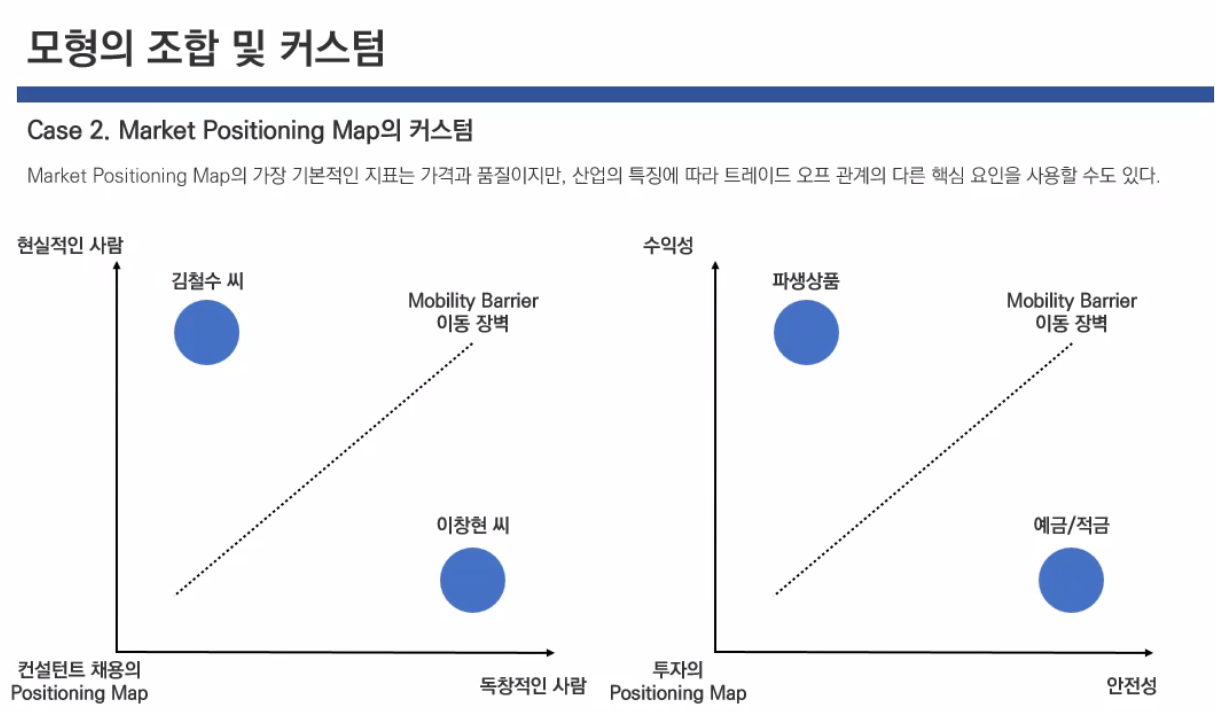 모형의 조합 및 커스텀
Case 2. Market Positioning Map의 커스텀
Market Positioning Map의 가장 기본적인 지표는 가격과 품질이지만, 산업의 특징에 따라 트레이드 오프 관계의 다른 핵심 요인을 사용할 수도 있다.
현실적인 사람
김철수 씨
Mobility Barrier
이동 장벽
이창현 씨
컨설턴트 채용의
Positioning Map
독창적인 사람
수익성
파생상품
Mobility Barrier
이동 장벽
예금/적금
투자의
Positioning Map
안전성